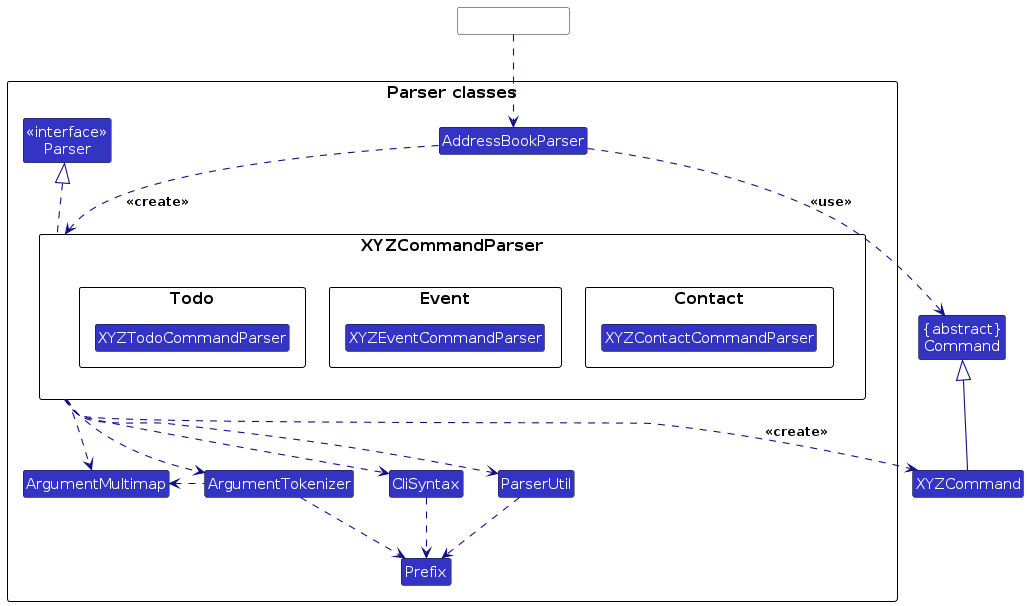 Parser classes
«interface»
Parser
AddressBookParser
«create»
«use»
XYZCommandParser
Todo
Event
Contact
XYZTodoCommandParser
XYZEventCommandParser
XYZContactCommandParser
{abstract}
Command
«create»
ArgumentMultimap
ArgumentTokenizer
CliSyntax
ParserUtil
XYZCommand
Prefix